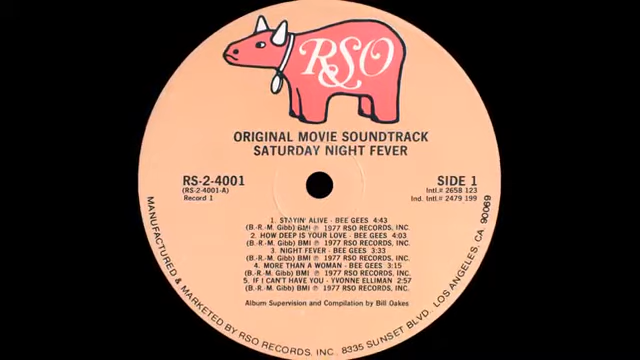 RSO
ORIGINAL MOVIE SOUNDTRACK
SATURDAY NIGHT FEVER
RS-2-4001
(RS-2-4001-A)
Record 1
SIDE 1
Intl.# 2658 123
Ind. Intl.# 2479 199
1. STAYIN' ALIVE - BEE GEES 4:43
(B.-R.-M. Gibb) BMI ℗ 1977 RSO RECORDS, INC.
2. HOW DEEP IS YOUR LOVE - BEE GEES 4:03
(B.-R.-M. Gibb) BMI ℗ 1977 RSO RECORDS, INC.
3. NIGHT-FEVER - BEE GEES 3:33
(B.-R.-M. Gibb) BMI ℗ 1977 RSO RECORDS, INC.
4. MORE THAN A WOMAN - BEE GEES 3:15
(B.-R.-M. Gibb) BMI ℗ 1977 RSO RECORDS, INC.
5. IF I CAN'T HAVE YOU - YVONNE ELLIMAN 2:57
(B.-R.-M. Gibb) BMI ℗ 1977 RSO RECORDS, INC.
Album Supervision and Compilation by Bill Oakes
MANUFACTURED & MARKETED BY RSO RECORDS, INC. 8335 SUNSET BLVD., LOS ANGELES, CA. 90069